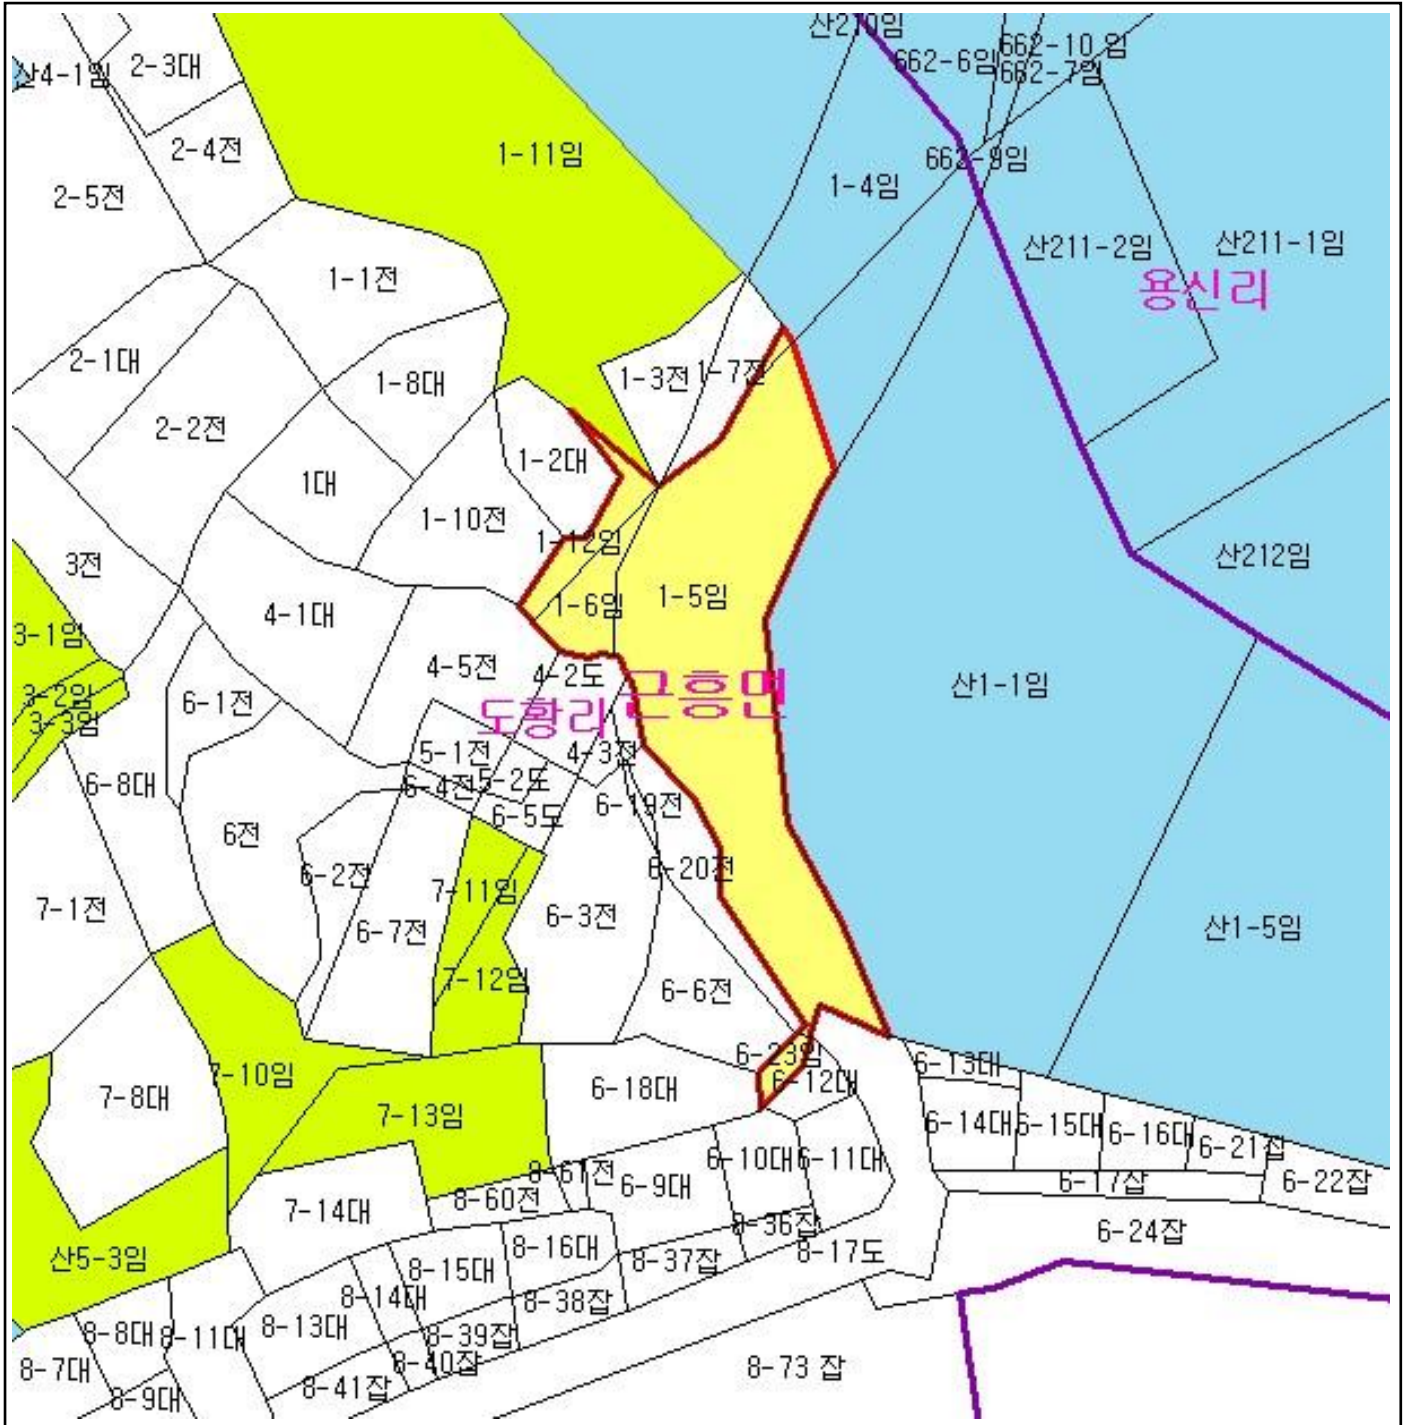 산210임
662-10 임
662-6임
662-7임
산4-1임
2-3대
2-4전
1-11임
662-9임
2-5전
1-4임
산211-2임
산211-1임
용신리
1-1전
2-1대
1-8대
1-3전
1-7전
2-2전
1-2대
1대
1-10전
1-12임
3전
산212임
4-1대
1-6임
1-5임
3-1임
4-5전
4-2도
근흥면
산1-1임
3-2임
6-1전
도황리
3-3임
5-1전
4-3전
6-8대
6-4전
5-2도
6-19전
6-5도
6전
6-2전
6-20전
7-11임
7-1전
6-7전
6-3전
산1-5임
7-12임
6-6전
6-23임
6-13대
7-10임
7-8대
6-18대
6-12대
7-13임
6-14대
6-15대
6-16대
6-21잡
6-10대
6-11대
8-61전
6-9대
6-17잡
6-22잡
8-60전
7-14대
8-36잡
6-24잡
산5-3임
8-16대
8-37잡
8-17도
8-15대
8-14대
8-38잡
8-8대
8-11대
8-13대
8-39잡
8-7대
8-40잡
8-73 잡
8-9대
8-41잡